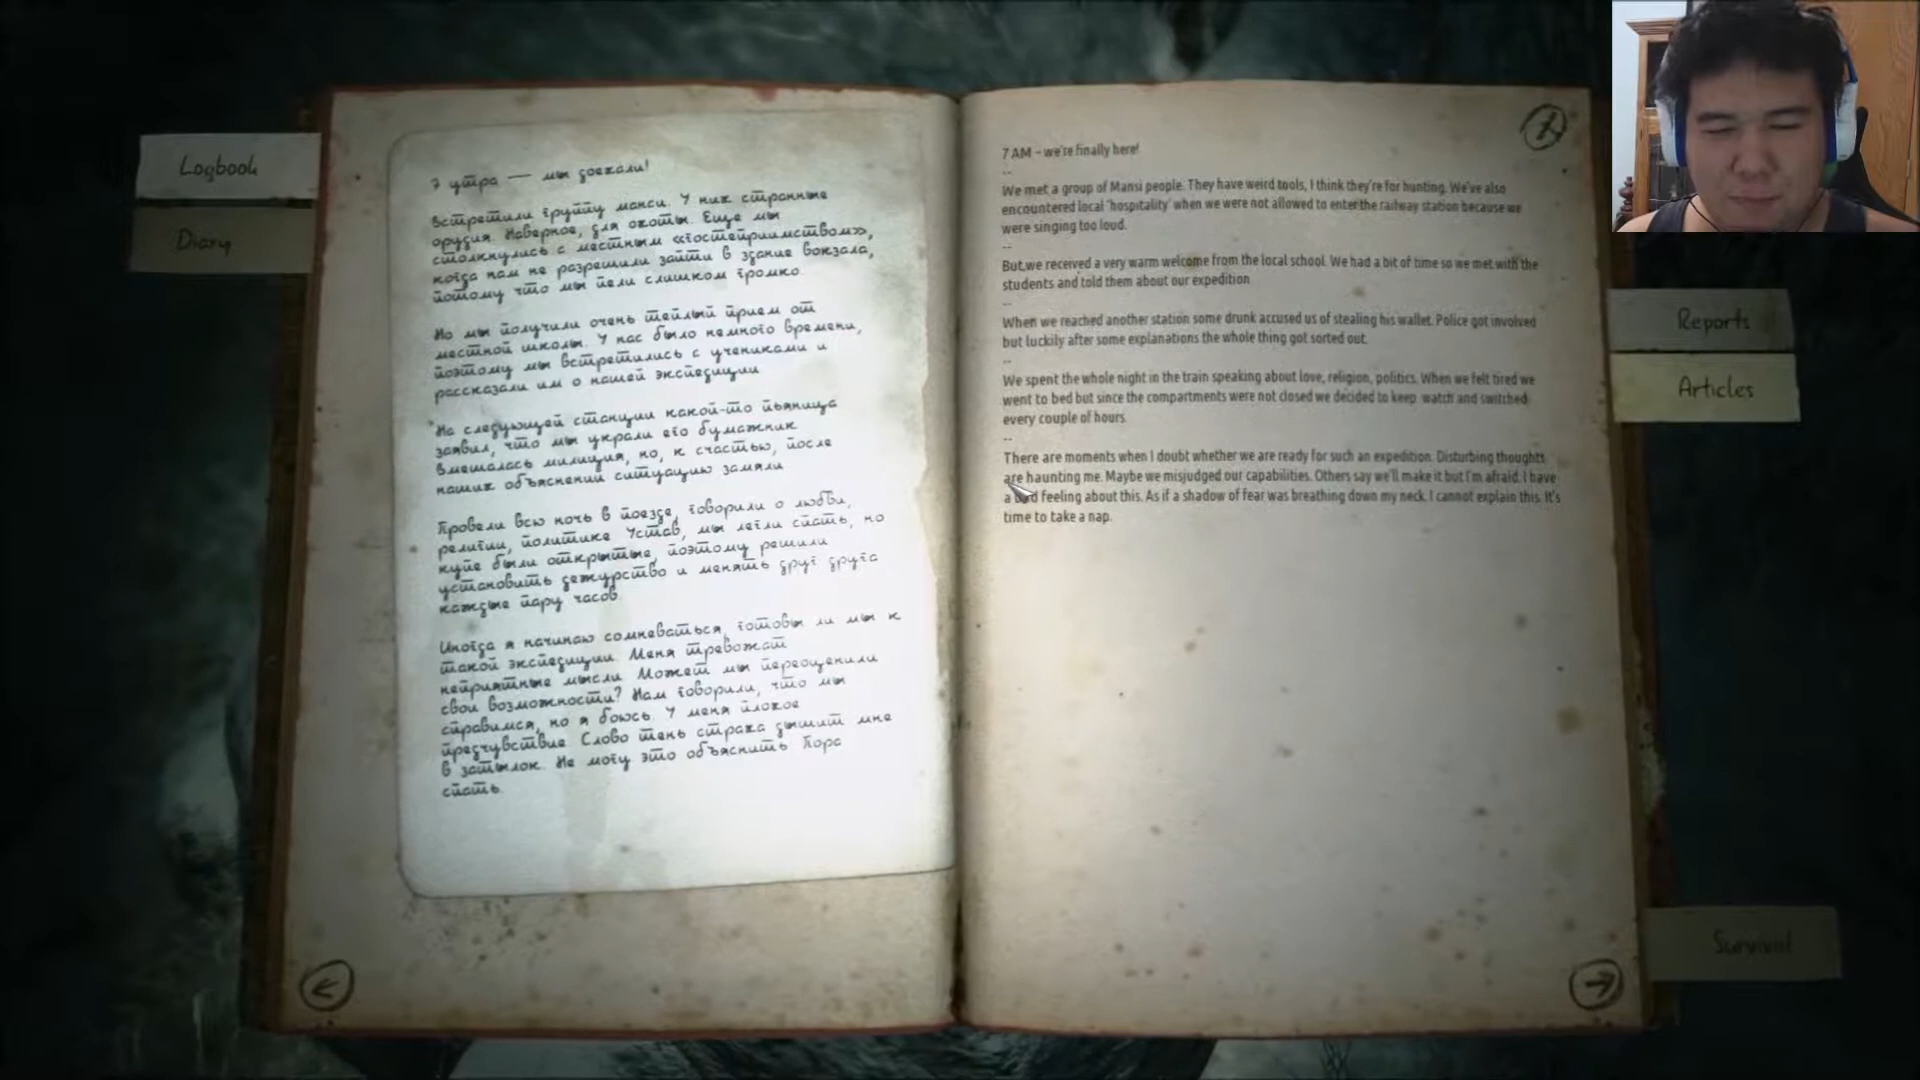 Logbook
Diary
7 утра — мы доехали!
Встретили группу манси. У них странные
орудия. Наверное, для охоты. Еще мы
столкнулись с местным «гостеприимством»,
когда нам не разрешили зайти в здание вокзала,
потому что мы пели слишком громко.
Но мы получили очень теплый прием от
местной школы. У нас было немного времени,
поэтому мы встретились с учениками и
рассказали им о нашей экспедиции
На следующей станции какой-то пьяница
заявил, что мы украли его бумажник
Вмешалась милиция, но, к счастью, после
наших объяснений ситуацию замяли
Провели всю ночь в поезде, говорили о любви,
религии, политике Устав, мы легли спать, но
купе были открытые, поэтому решили
установить дежурство и менять друг друга
каждые пару часов.
Иногда я начинаю сомневаться, готовы ли мы к
такой экспедиции. Меня тревожат
неприятные мысли. Может мы переоценили
свои возможности? Нам говорили, что мы
справимся, но я боюсь. У меня плохое
предчувствие. Слово тень страха дышит мне
в затылок. Не могу это объяснить Пора
спать.
7 AM - we're finally here!
--
We met a group of Mansi people. They have weird tools, I think they're for hunting. We've also
encountered local 'hospitality' when we were not allowed to enter the railway station because we
were singing too loud.
--
But we received a very warm welcome from the local school. We had a bit of time so we met with the
students and told them about our expedition
--
When we reached another station some drunk accused us of stealing his wallet. Police got involved
but luckily after some explanations the whole thing got sorted out.
--
We spent the whole night in the train speaking about love, religion, politics. When we felt tired we
went to bed but since the compartments were not closed we decided to keep watch and switched
every couple of hours.
--
There are moments when I doubt whether we are ready for such an expedition. Disturbing thoughts
are haunting me. Maybe we misjudged our capabilities. Others say we'll make it but I'm afraid. I have
a bad feeling about this. As if a shadow of fear was breathing down my neck. I cannot explain this. It's
time to take a nap.
Reports
Articles
Survival